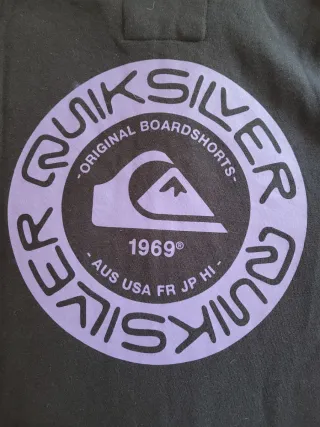 QUIKSILVER
-ORIGINAL BOARDSHORTS-
1969®
- AUS USA FR JP HI -
QUIKSILVER